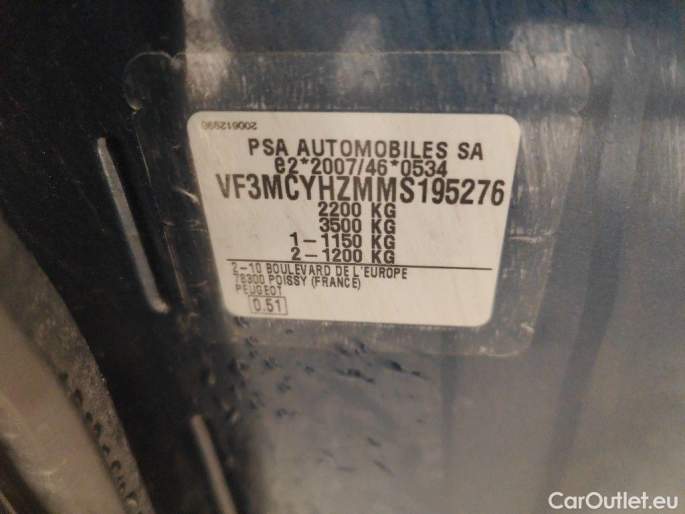 200612996
PSA AUTOMOBILES SA
e2*2007/46*0534
VF3MCYHZMMS195276
2200 KG
3500 KG
1-1150 KG
2-1200 KG
2-10 BOULEVARD DE L'EUROPE
78300 POISSY (FRANCE)
PEUGEOT
0.51
CarOutlet.eu